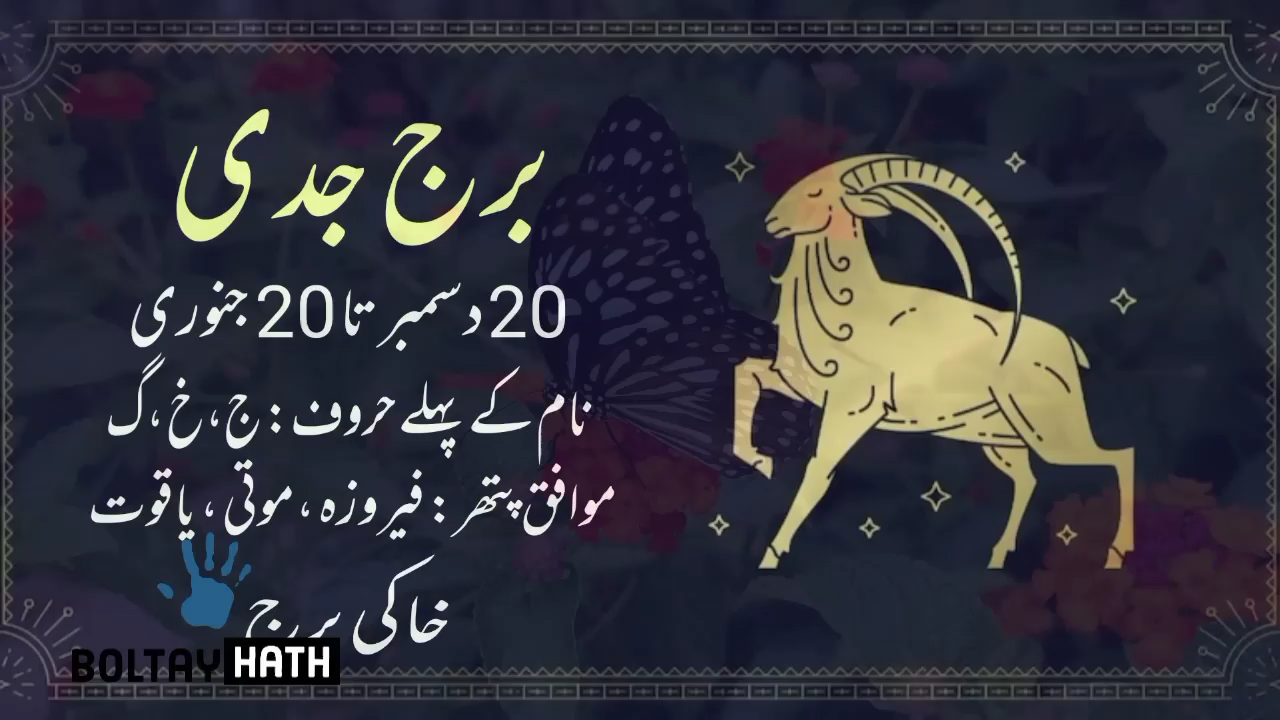 برج جدی
20 دسمبر تا 20 جنوری
نام کے پہلے حروف : ج، خ، گ
موافق پتھر : فیروزہ، موتی، یاقوت
خاکی برج
BOLTAY HATH